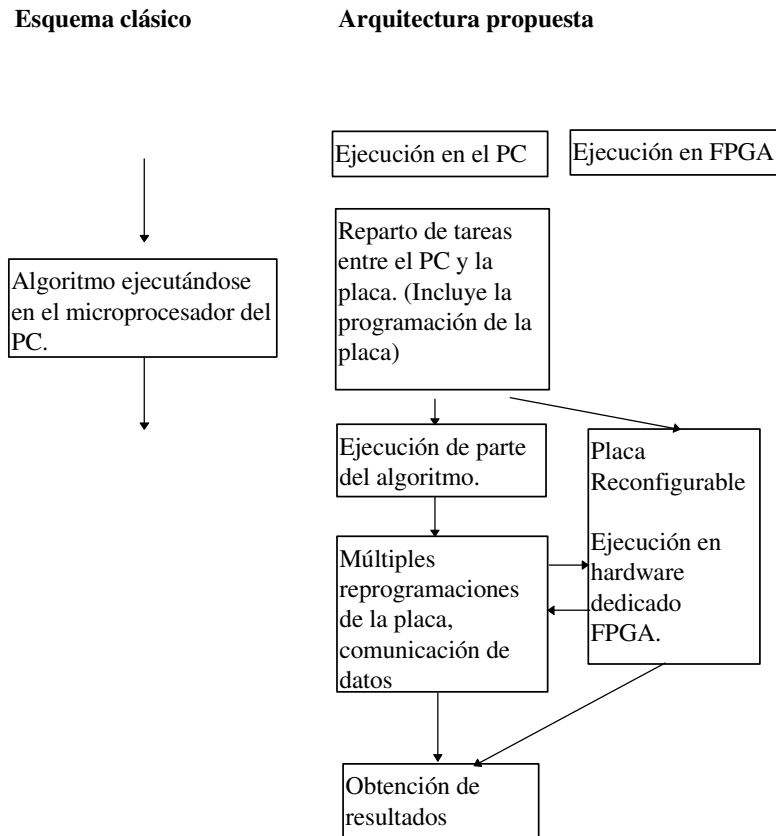 Esquema clásico
Arquitectura propuesta
Ejecución en el PC
Ejecución en FPGA
Algoritmo ejecutándose
en el microprocesador del
PC.
Reparto de tareas
entre el PC y la
placa. (Incluye la
programación de la
placa)
Ejecución de parte
del algoritmo.
Placa
Reconfigurable
Ejecución en
hardware
dedicado
FPGA.
Múltiples
reprogramaciones
de la placa,
comunicación de
datos
Obtención de
resultados